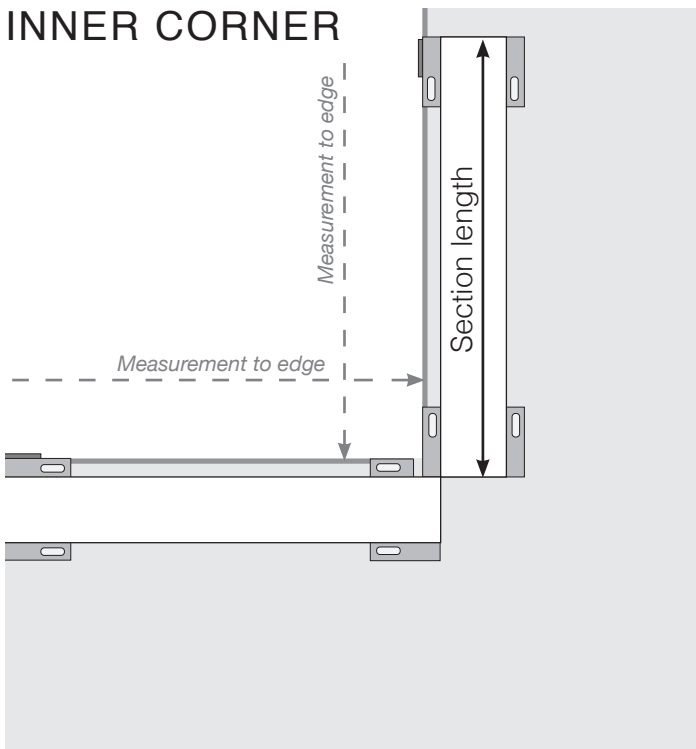 INNER CORNER
Measurement to edge
Section length
Measurement to edge